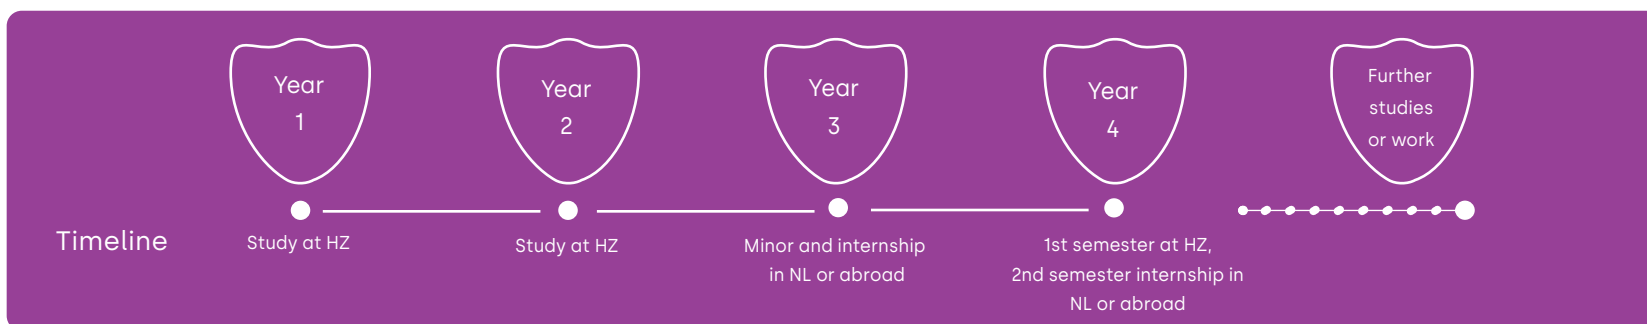 Year
1
Year
2
Year
3
Year
4
Further
studies
or work
Timeline
Study at HZ
Study at HZ
Minor and internship
in NL or abroad
1st semester at HZ,
2nd semester internship in
NL or abroad